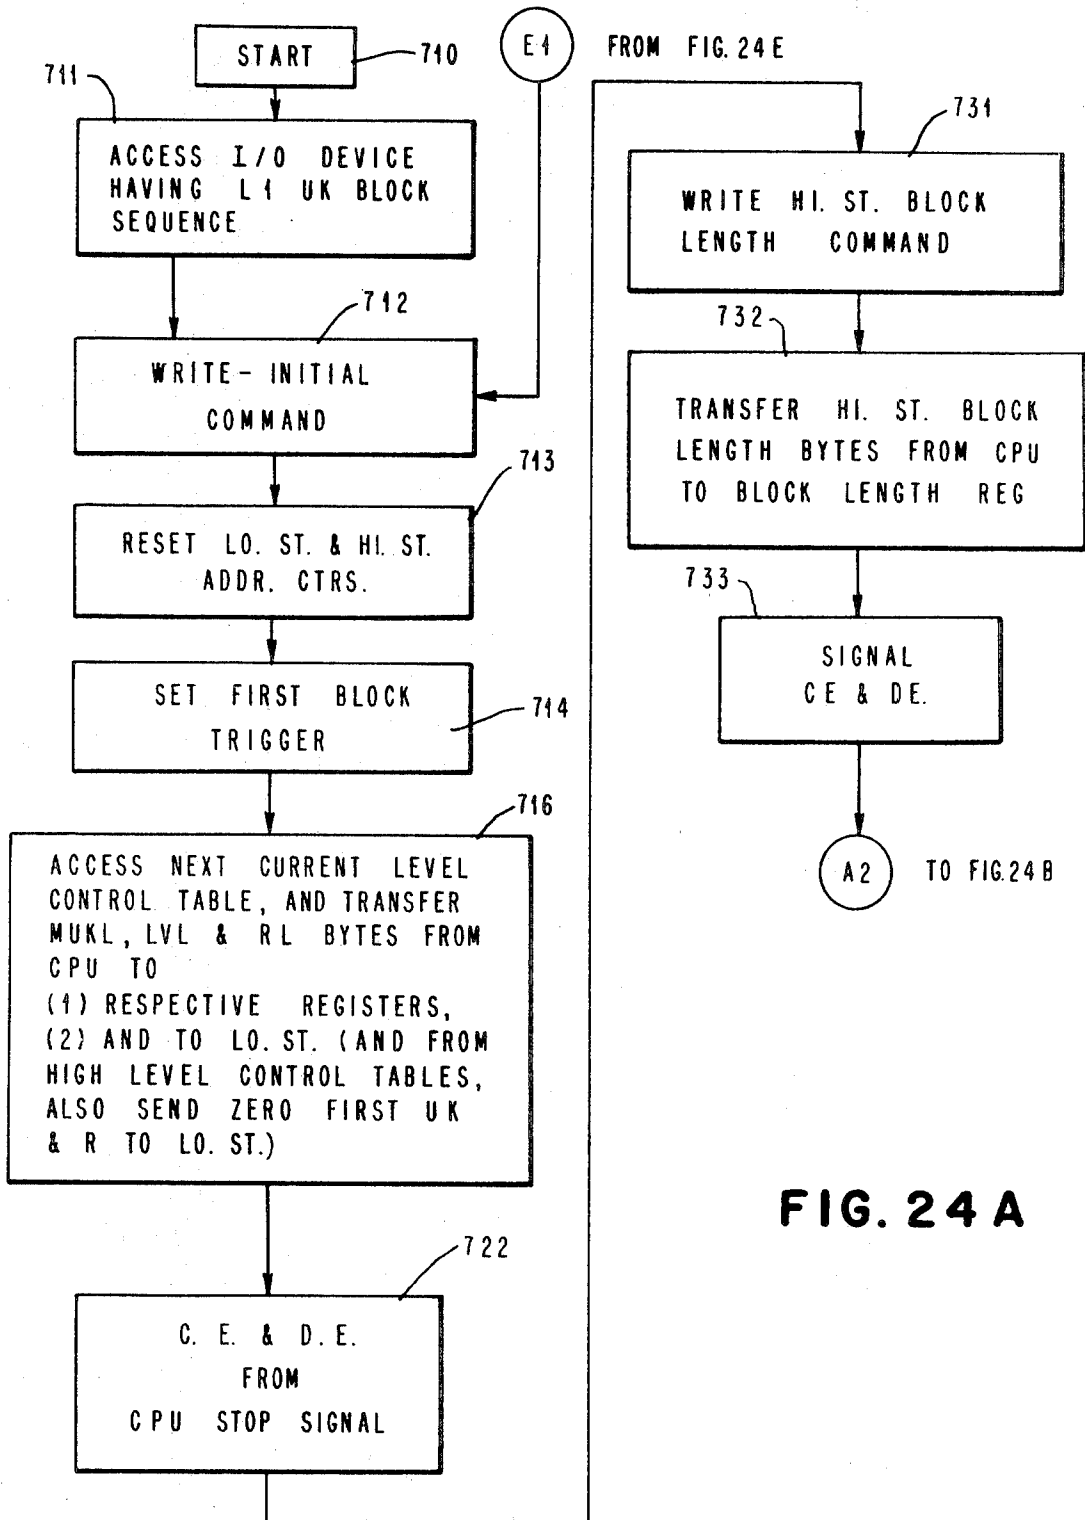 START
710
711
ACCESS I/O DEVICE
HAVING L1 UK BLOCK
SEQUENCE
E1
FROM FIG. 24E
712
WRITE - INITIAL
COMMAND
713
RESET LO. ST. & HI. ST.
ADDR. CTRS.
SET FIRST BLOCK
TRIGGER
714
716
ACCESS NEXT CURRENT LEVEL
CONTROL TABLE, AND TRANSFER
MUKL, LVL & RL BYTES FROM
CPU TO
(1) RESPECTIVE REGISTERS,
(2) AND TO LO. ST. (AND FROM
HIGH LEVEL CONTROL TABLES,
ALSO SEND ZERO FIRST UK
& R TO LO. ST.)
722
C. E. & D. E.
FROM
CPU STOP SIGNAL
731
WRITE HI. ST. BLOCK
LENGTH COMMAND
732
TRANSFER HI. ST. BLOCK
LENGTH BYTES FROM CPU
TO BLOCK LENGTH REG
733
SIGNAL
CE & DE.
A2
TO FIG. 24B
FIG. 24A